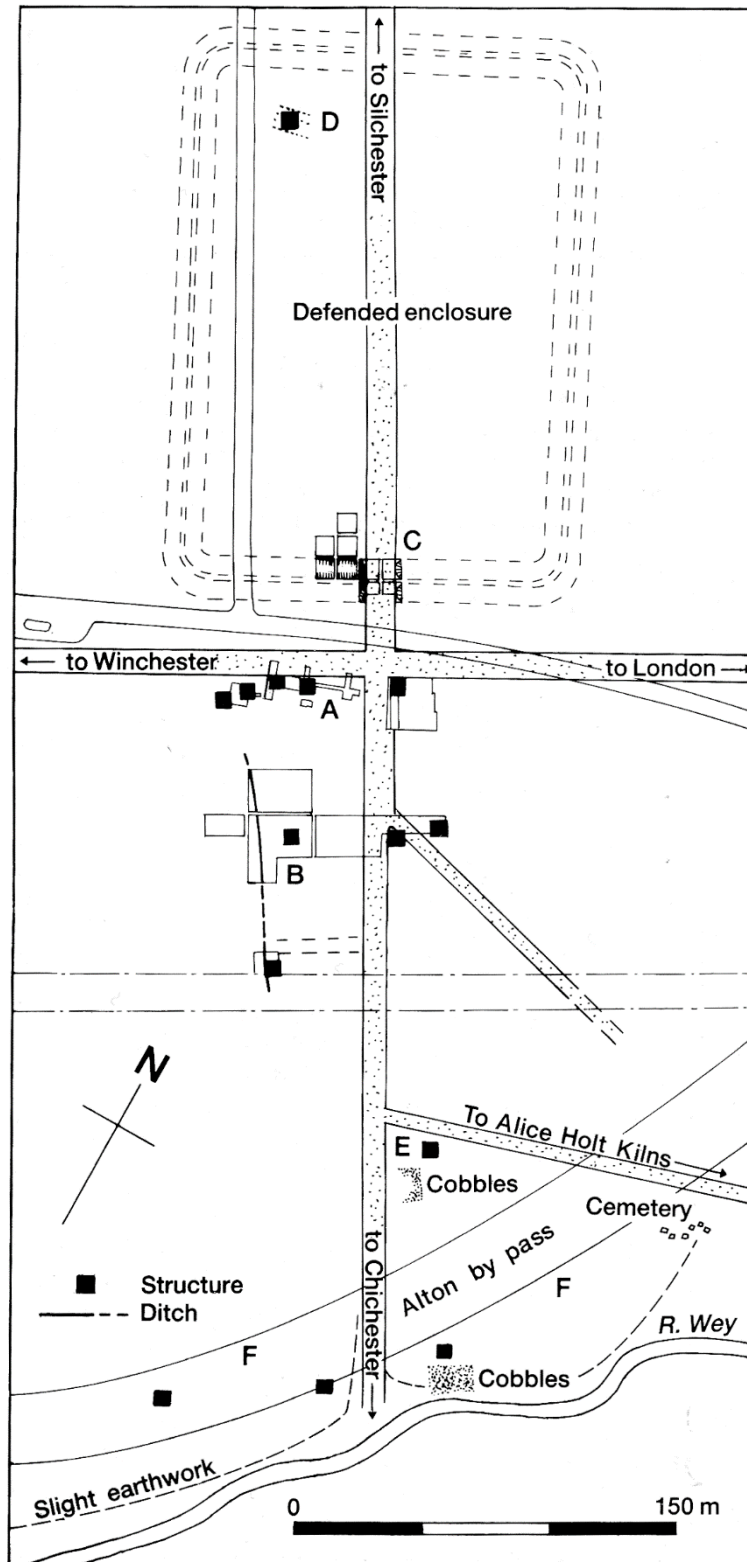 to Silchester
D
Defended enclosure
C
to Winchester
to London
A
B
N
To Alice Holt Kilns
E
Cobbles
Cemetery
to Chichester
Alton by pass
Structure
Ditch
F
F
R. Wey
Cobbles
Slight earthwork
0 150 m